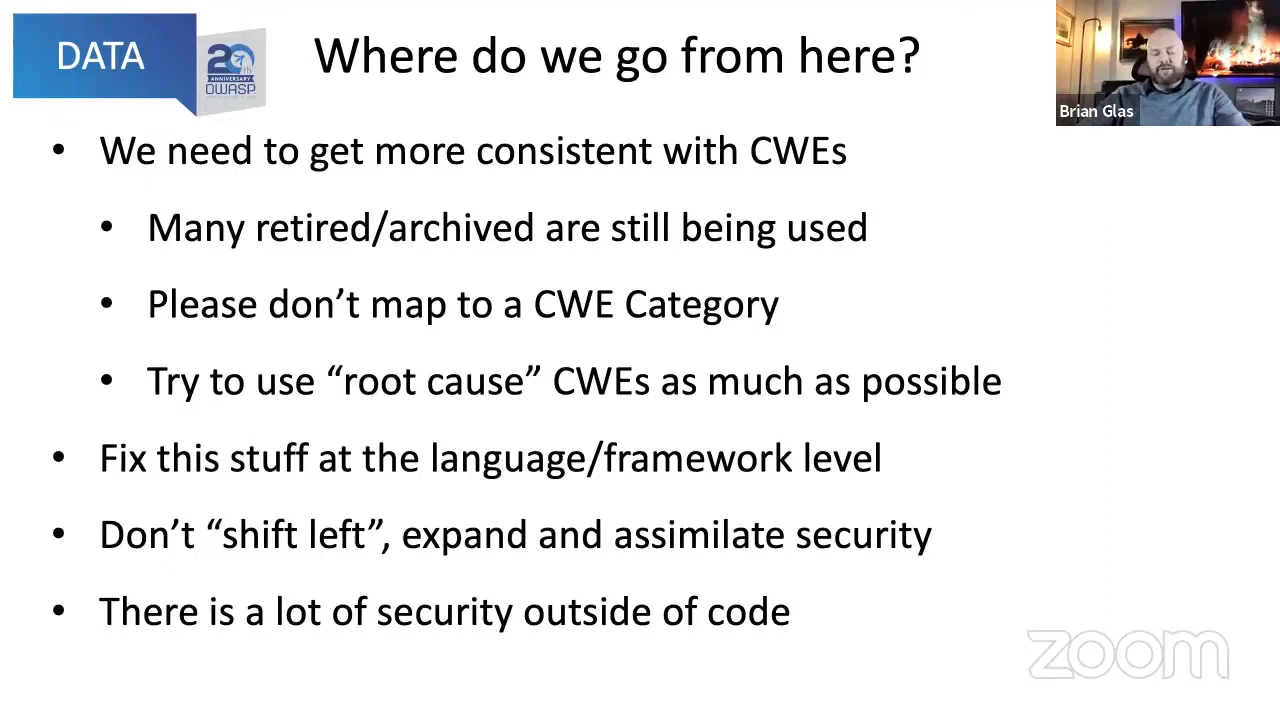 DATA
20th
ANNIVERSARY
OWASP
Where do we go from here?
Brian Glas
• We need to get more consistent with CWEs
• Many retired/archived are still being used
• Please don’t map to a CWE Category
• Try to use “root cause” CWEs as much as possible
• Fix this stuff at the language/framework level
• Don’t “shift left”, expand and assimilate security
• There is a lot of security outside of code
zoom